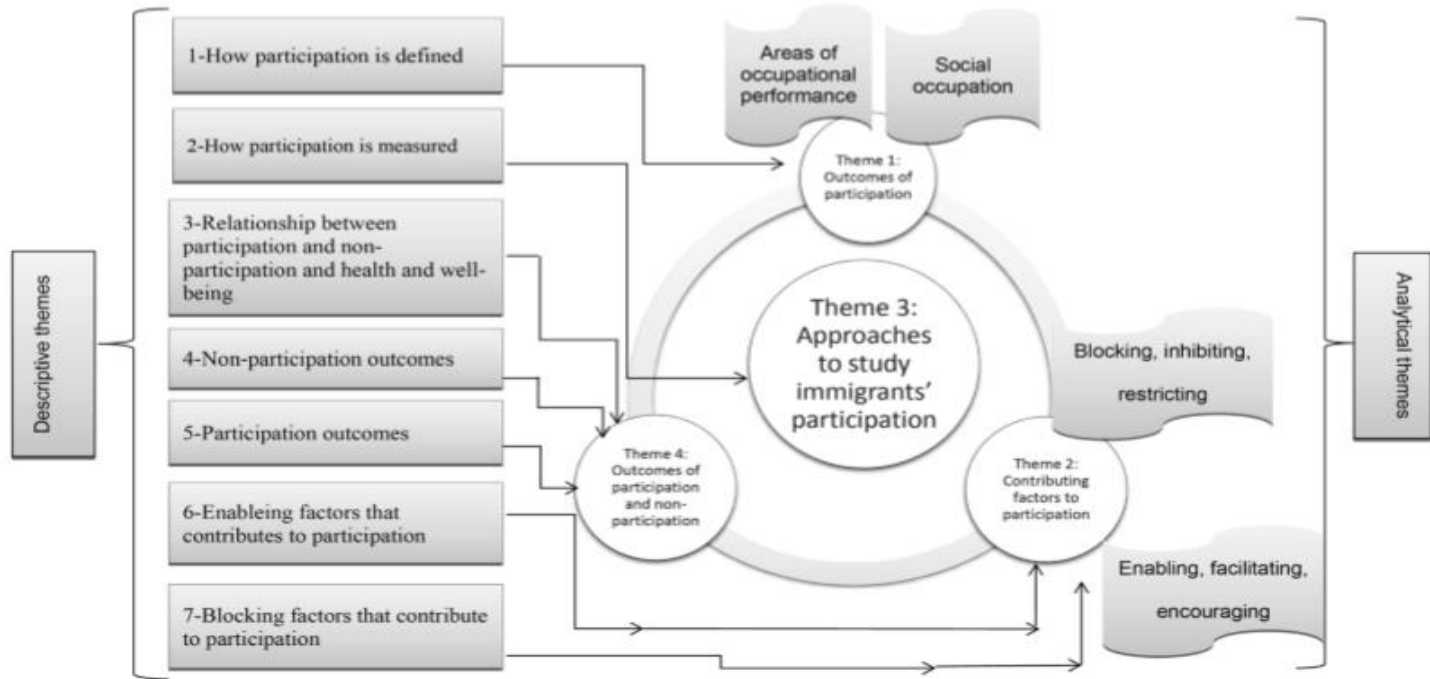 Descriptive themes
1-How participation is defined
2-How participation is measured
3-Relationship between
participation and non-
participation and health and well-
being
4-Non-participation outcomes
5-Participation outcomes
6-Enableing factors that
contributes to participation
7-Blocking factors that contribute
to participation
Areas of
occupational
performance
Social
occupation
Theme 1:
Outcomes of
participation
Theme 3:
Approaches
to study
immigrants’
participation
Blocking, inhibiting,
restricting
Theme 4:
Outcomes of
participation
and non-
participation
Theme 2:
Contributing
factors to
participation
Enabling, facilitating,
encouraging
Analytical themes